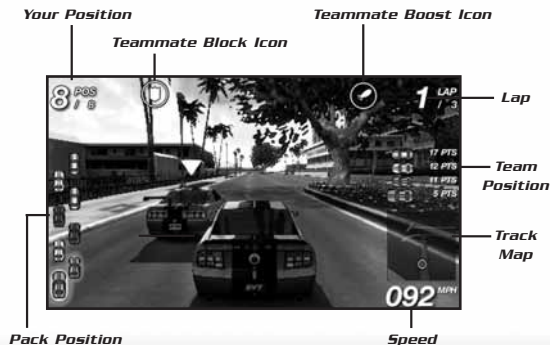 Your Position
Teammate Boost Icon
Teammate Block Icon
8 POS / 8
1 LAP / 3
Lap
17 PTS
12 PTS
11 PTS
5 PTS
Team Position
Track Map
SVT
092 MPH
Pack Position
Speed